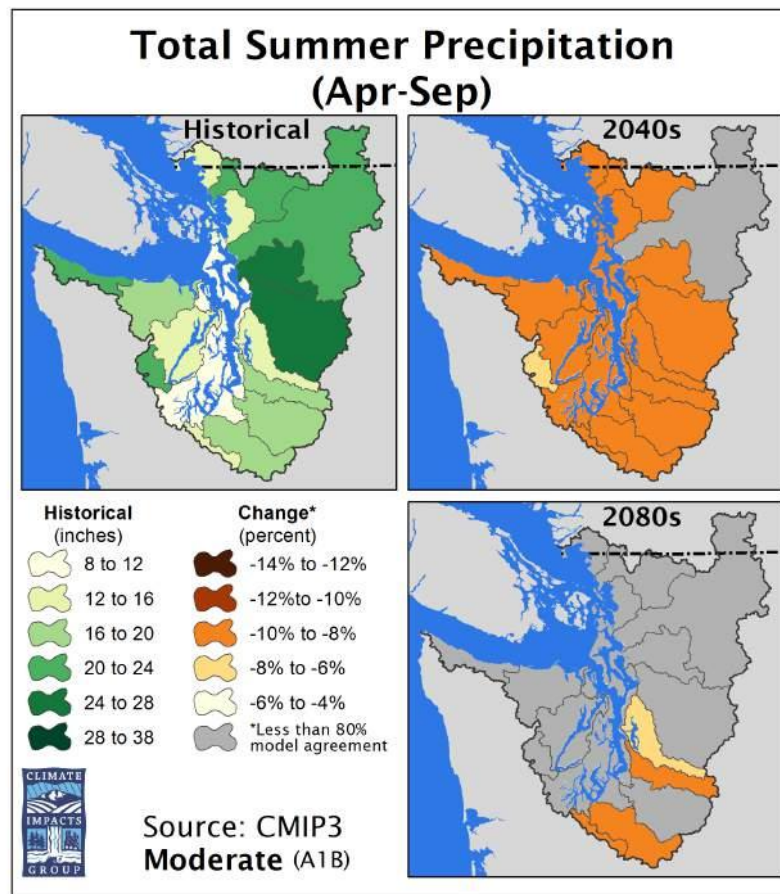 Total Summer Precipitation
(Apr-Sep)
Historical
2040s
Historical
(inches)
8 to 12
12 to 16
16 to 20
20 to 24
24 to 28
28 to 38
Change*
(percent)
-14% to -12%
-12%to -10%
-10% to -8%
-8% to -6%
-6% to -4%
*Less than 80%
model agreement
2080s
CLIMATE
IMPACTS
GROUP
Source: CMIP3
Moderate (A1B)